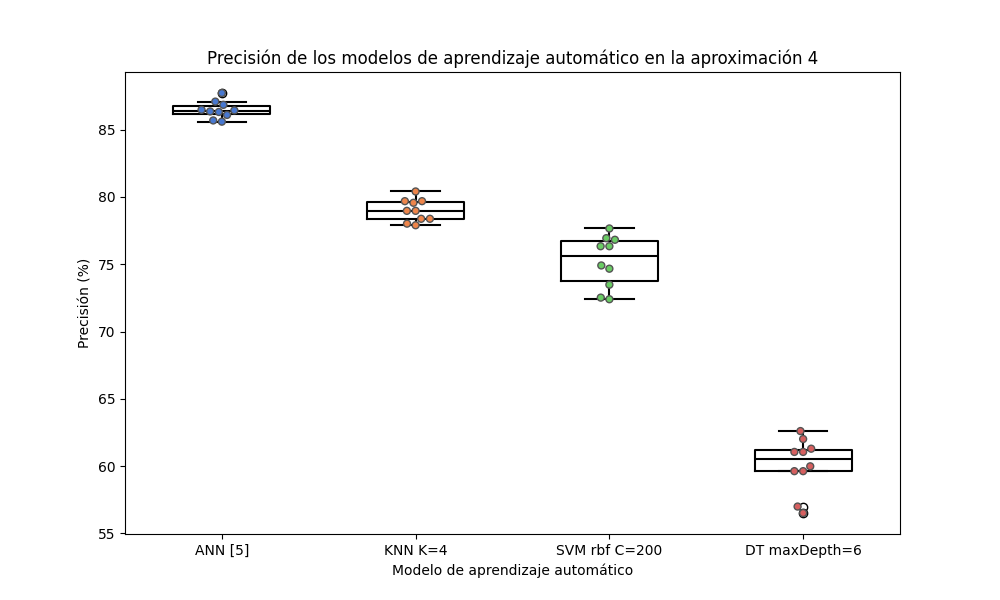 Precisión de los modelos de aprendizaje automático en la aproximación 4
Precisión (%)
85
80
75
70
65
60
55
ANN [5] KNN K=4 SVM rbf C=200 DT maxDepth=6
Modelo de aprendizaje automático